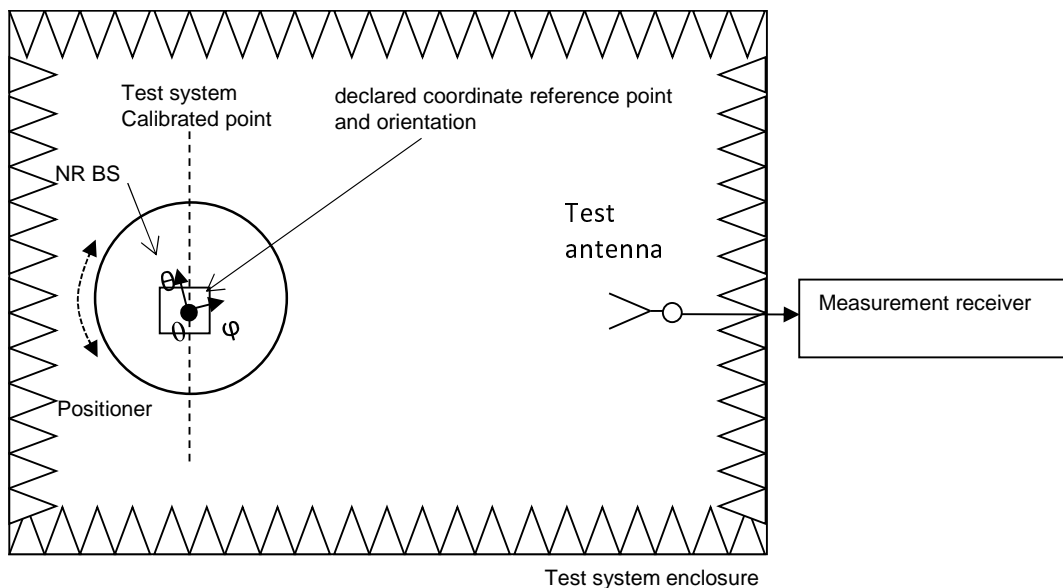 Test system
Calibrated point
declared coordinate reference point
and orientation
NR BS
Test
antenna
θ
θ
φ
Measurement receiver
Positioner
Test system enclosure